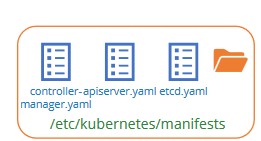 controller-apiserver.yaml etcd.yaml
manager.yaml
/etc/kubernetes/manifests